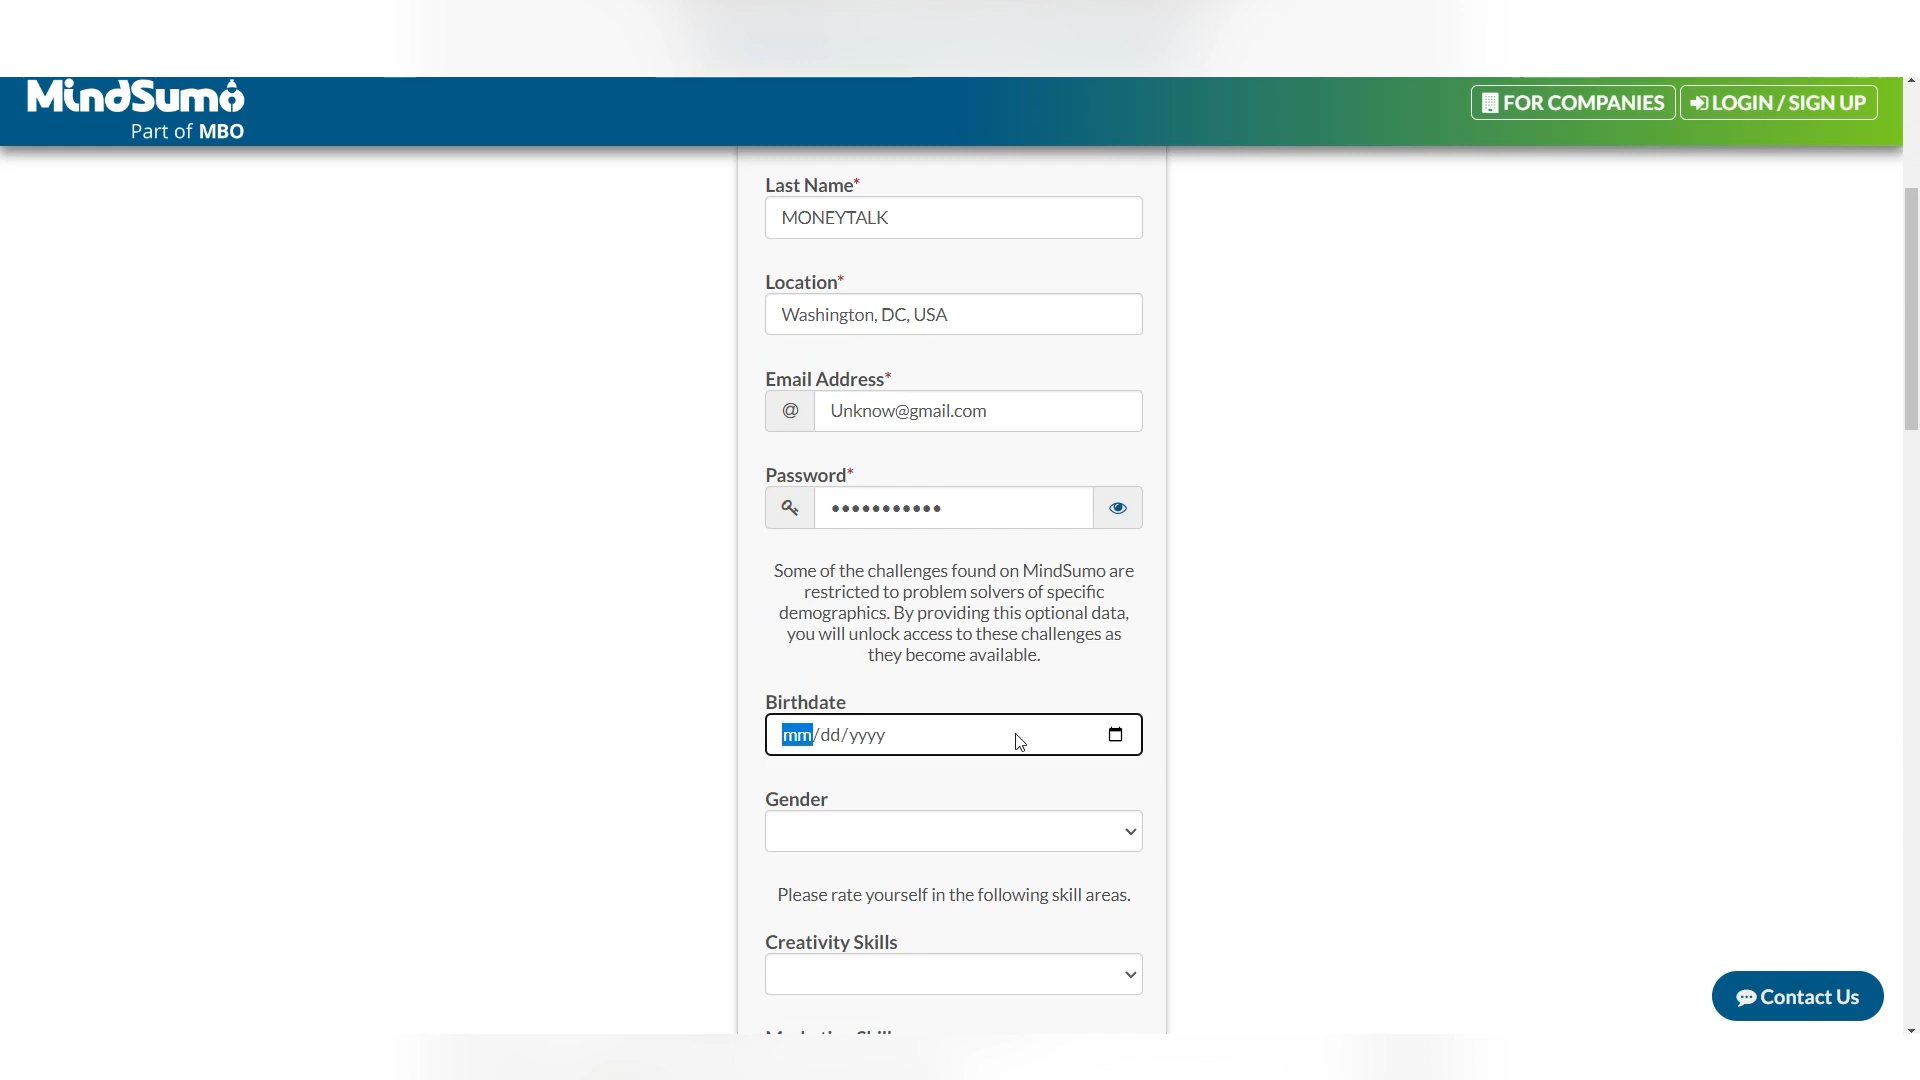 MindSumo
Part of MBO
FOR COMPANIES
LOGIN / SIGN UP
Last Name*
MONEYTALK
Location*
Washington, DC, USA
Email Address*
@ Unknow@gmail.com
Password*
Some of the challenges found on MindSumo are
restricted to problem solvers of specific
demographics. By providing this optional data,
you will unlock access to these challenges as
they become available.
Birthdate
mm/dd/yyyy
Gender
Please rate yourself in the following skill areas.
Creativity Skills
Contact Us